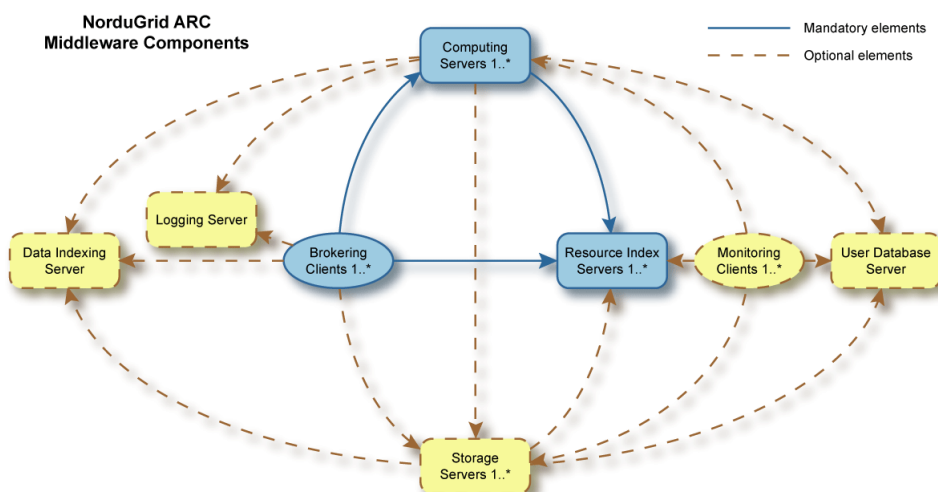 NorduGrid ARC
Middleware Components
Mandatory elements
Optional elements
Computing
Servers 1..*
Logging Server
Data Indexing
Server
Brokering
Clients 1..*
Resource Index
Servers 1..*
Monitoring
Clients 1..*
User Database
Server
Storage
Servers 1..*